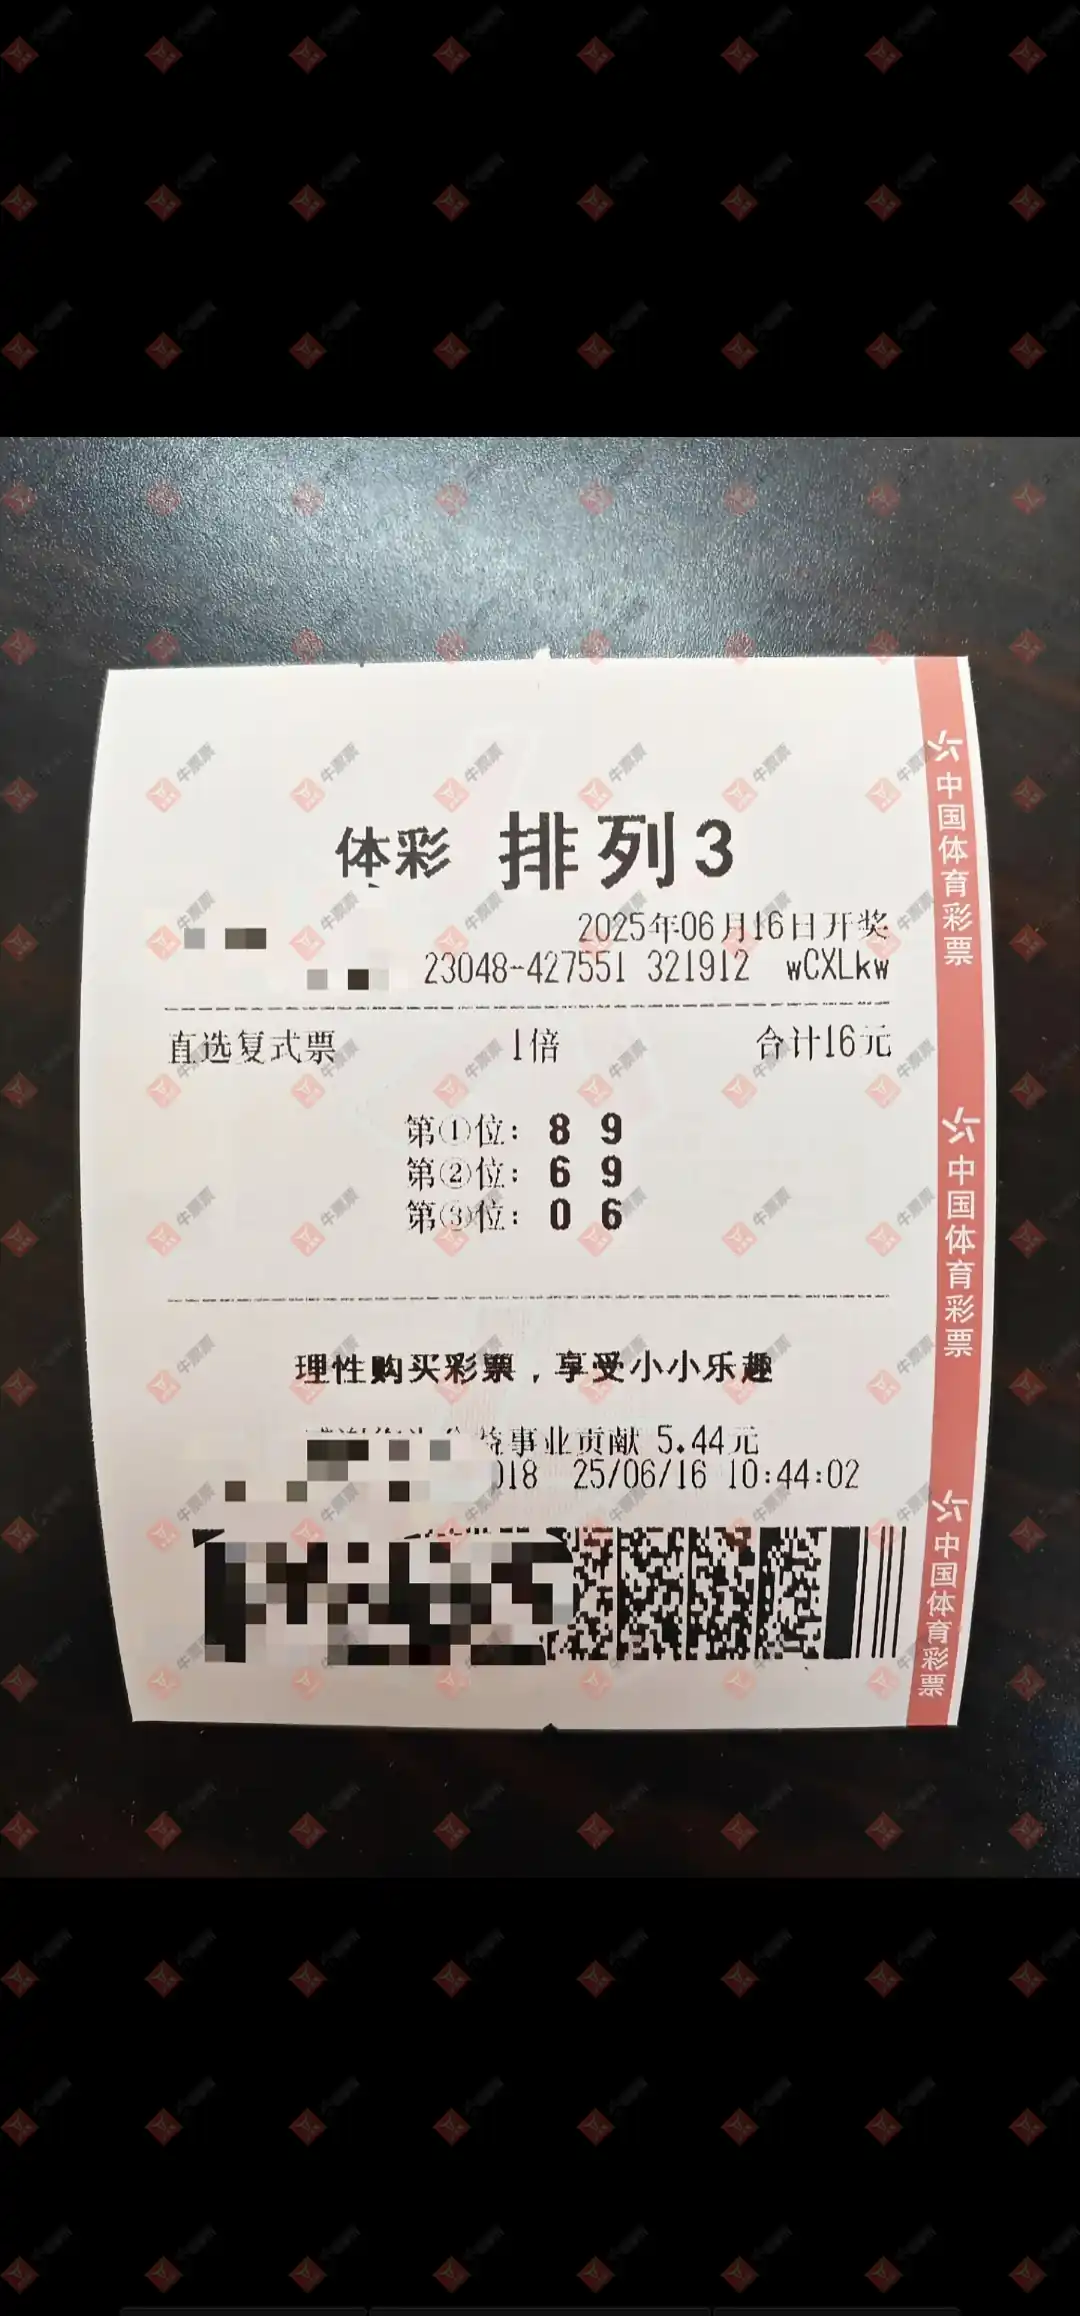 体彩 排列3
2025年06月16日开奖
23048-427551 321912 wCXLkw
直选复式票 1倍 合计16元
第①位: 8 9
第②位: 6 9
第③位: 0 6
理性购买彩票，享受小小乐趣
事业贡献 5.44元
018 25/06/16 10:44:02
中国体育彩票
中国体育彩票
中国体育彩票
牛票票